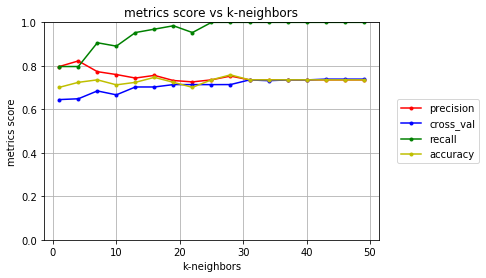 metrics score vs k-neighbors
1.0
0.8
0.6
0.4
0.2
0.0
metrics score
0
10
20
30
40
50
k-neighbors
precision
cross_val
recall
accuracy